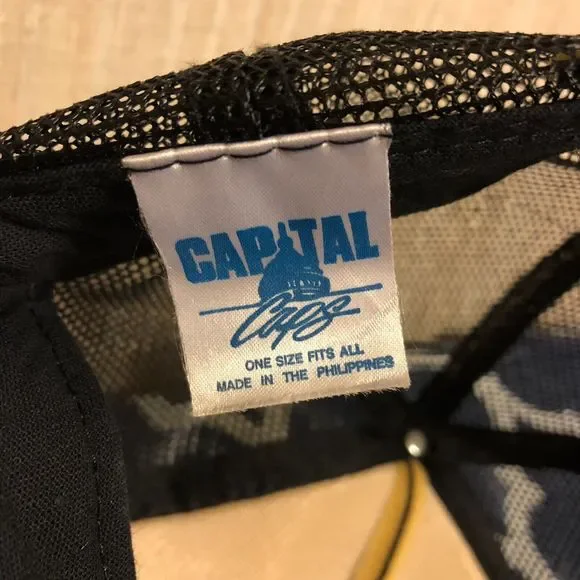 CAPITAL
Caps
ONE SIZE FITS ALL
MADE IN THE PHILIPPINES